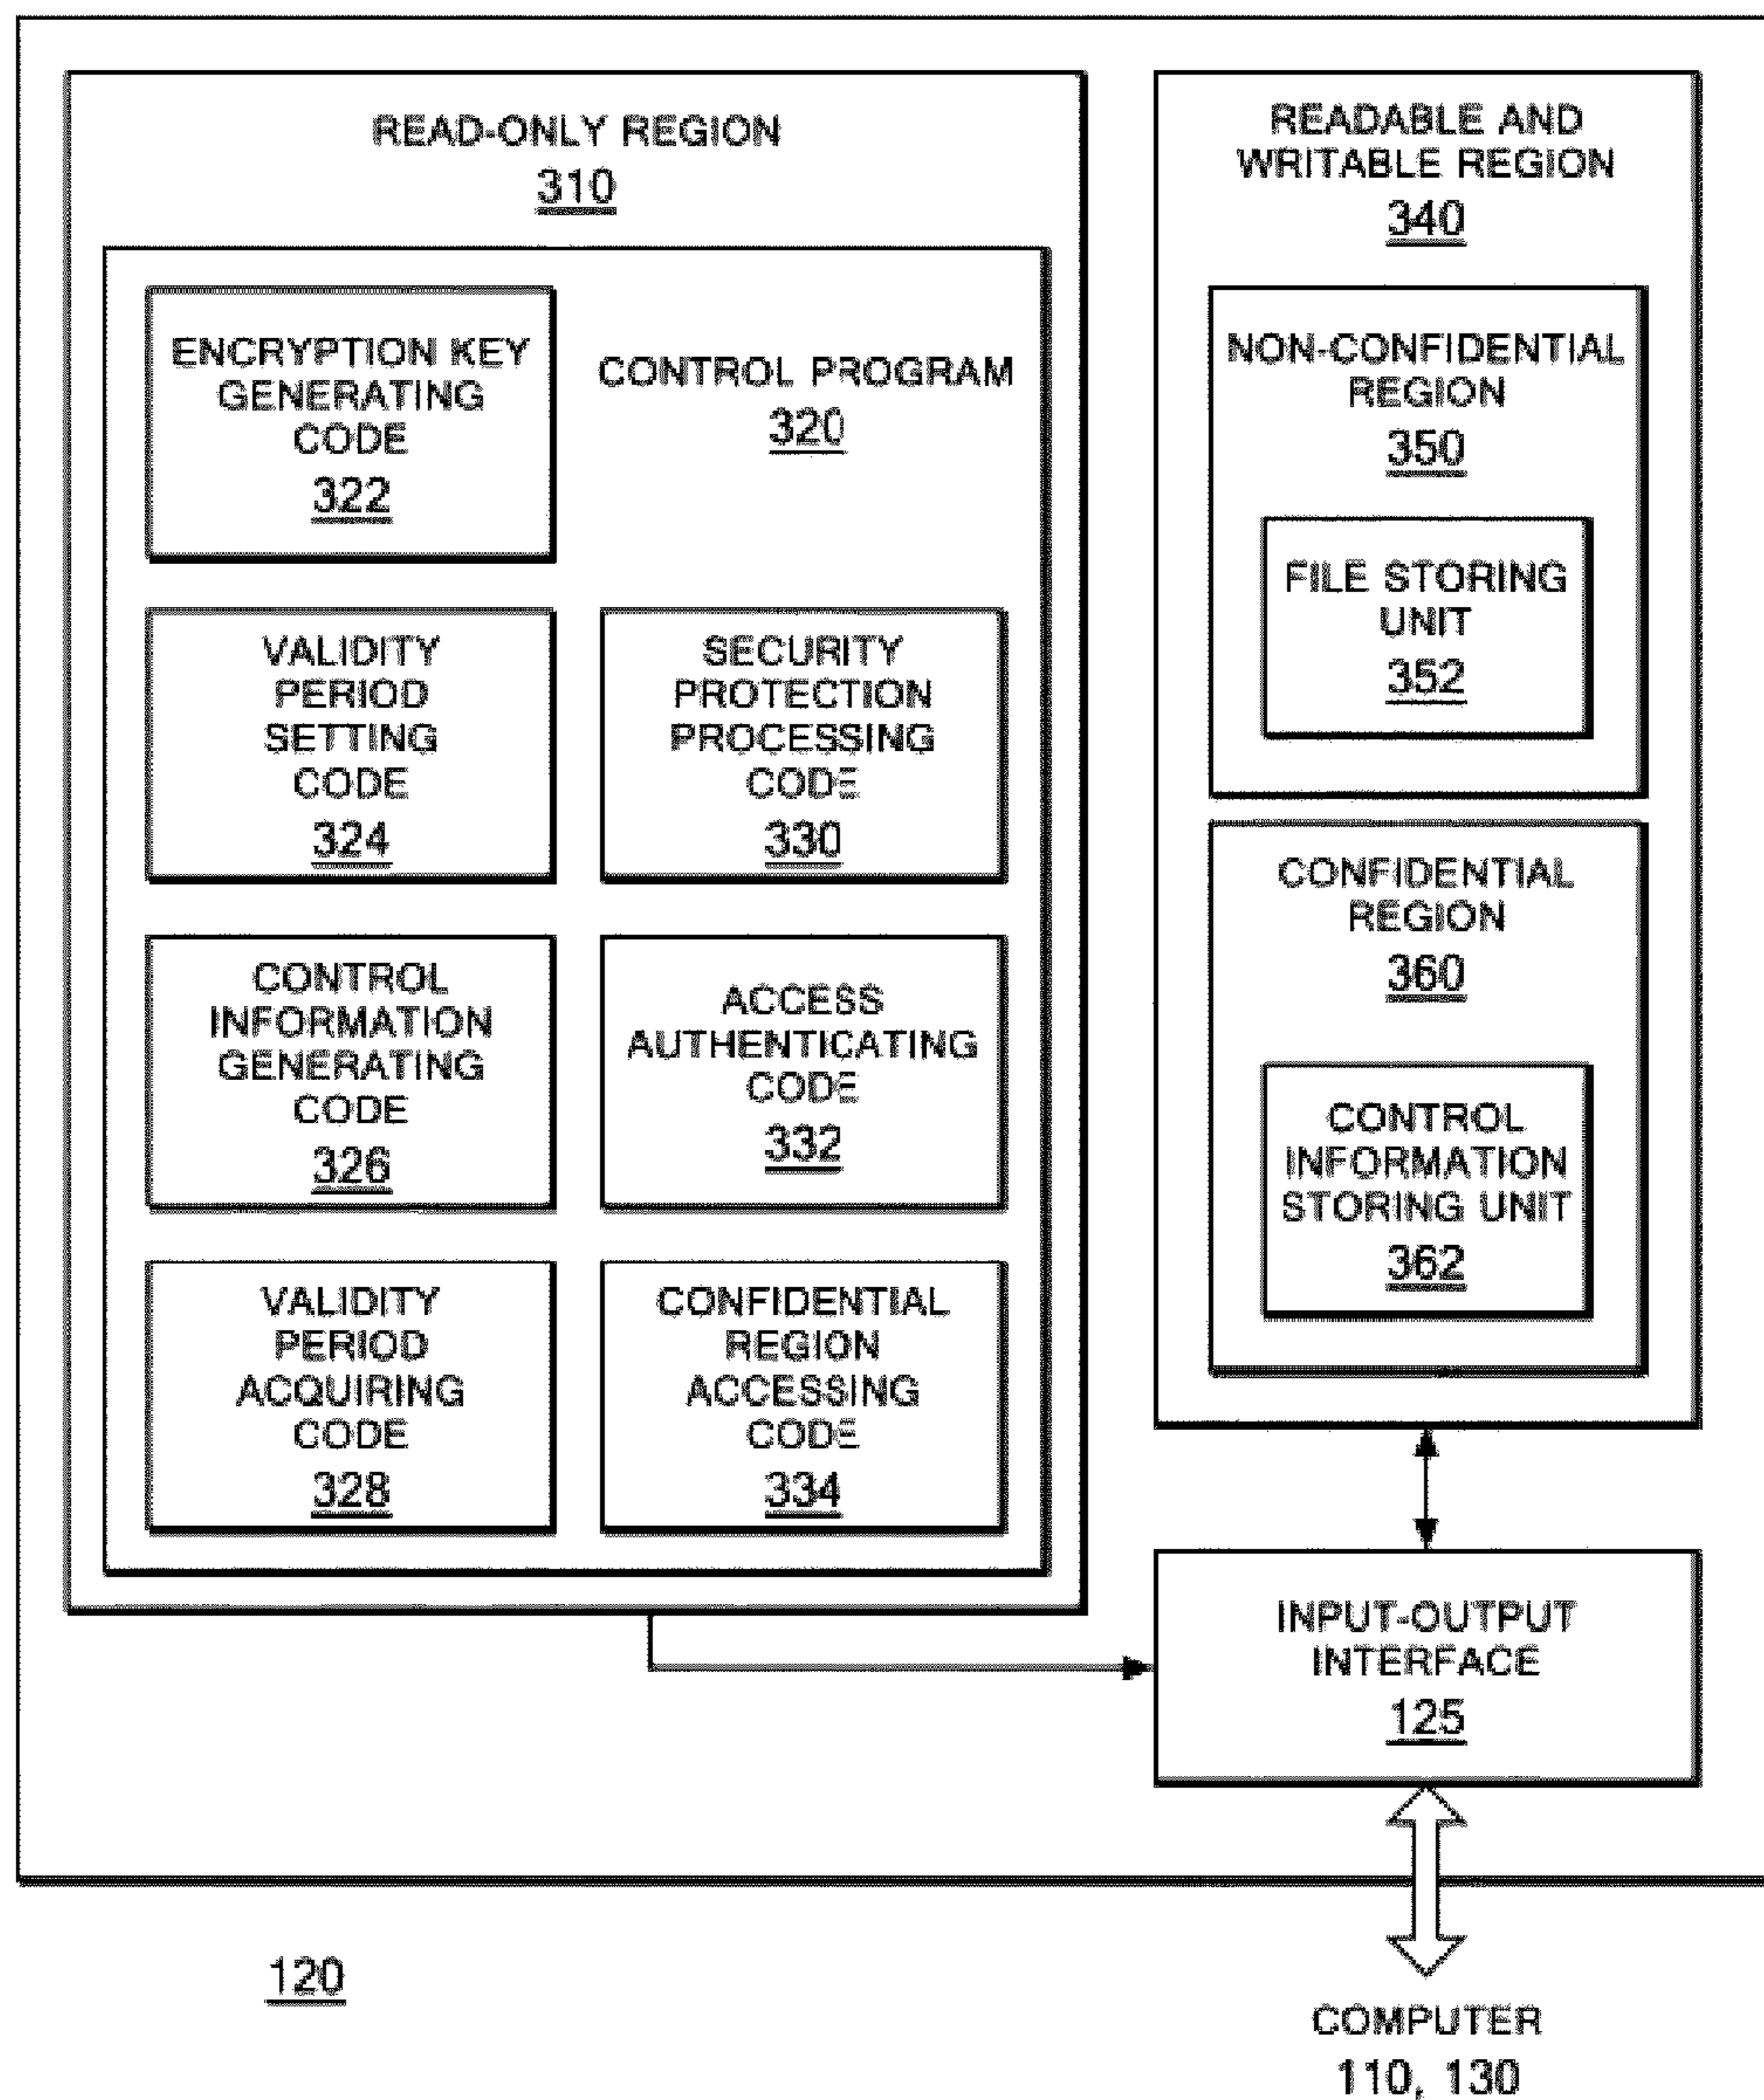 READ-ONLY REGION
310
ENCRYPTION KEY
GENERATING
CODE
322
CONTROL PROGRAM
320
VALIDITY
PERIOD
SETTING
CODE
324
SECURITY
PROTECTION
PROCESSING
CODE
330
CONTROL
INFORMATION
GENERATING
CODE
326
ACCESS
AUTHENTICATING
CODE
332
VALIDITY
PERIOD
ACQUIRING
CODE
328
CONFIDENTIAL
REGION
ACCESSING
CODE
334
READABLE AND
WRITABLE REGION
340
NON-CONFIDENTIAL
REGION
350
FILE STORING
UNIT
352
CONFIDENTIAL
REGION
360
CONTROL
INFORMATION
STORING UNIT
362
INPUT-OUTPUT
INTERFACE
125
120
COMPUTER
110, 130